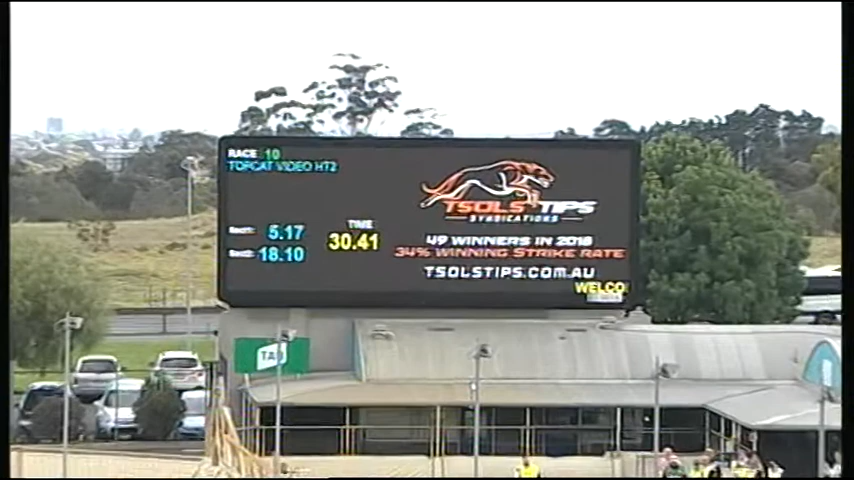 RACE 10
TOPCAT VIDEO HT2
TSOLS TIPS
SYNDICATIONS
TIME
5.17
30.41
18.10
49 WINNERS IN 2018
34% WINNING STRIKE RATE
TSOLSTIPS.COM.AU
WELCO
TAB